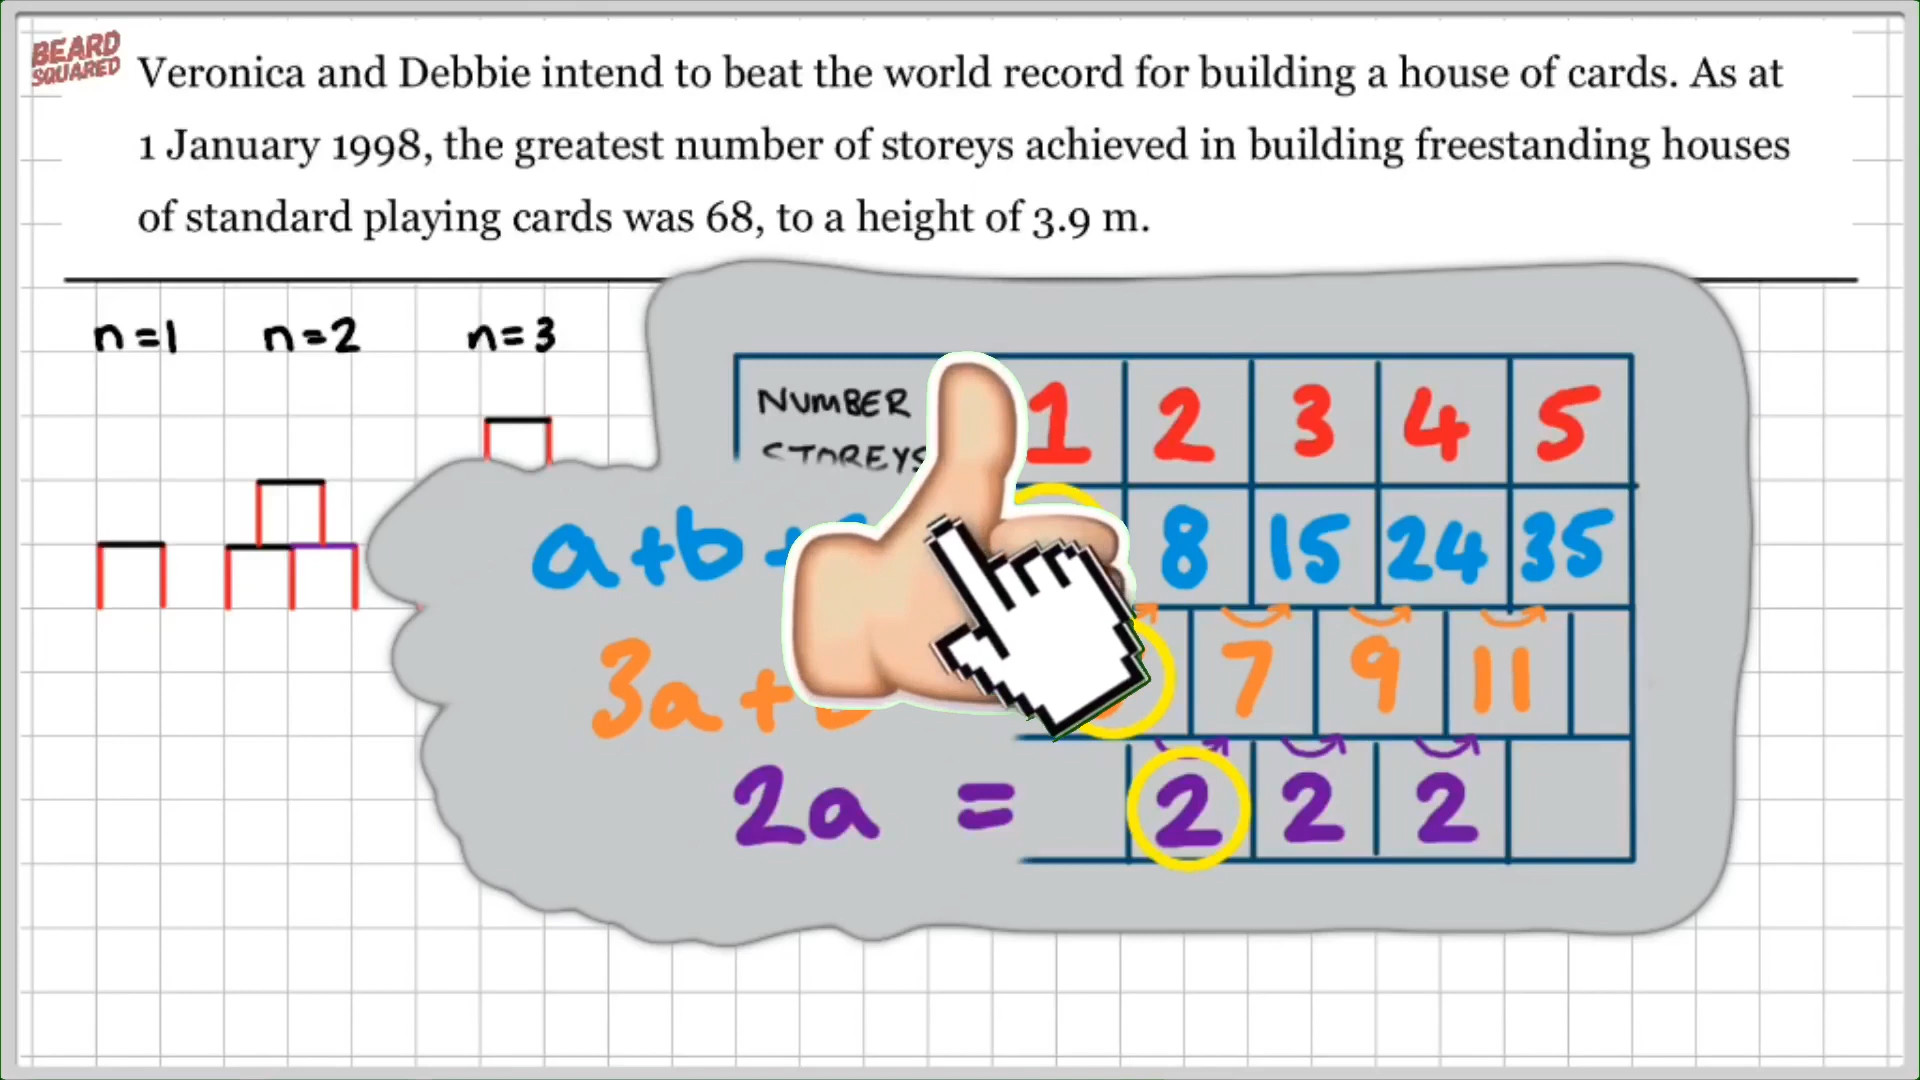 BEARD
SQUARED
Veronica and Debbie intend to beat the world record for building a house of cards. As at
1 January 1998, the greatest number of storeys achieved in building freestanding houses
of standard playing cards was 68, to a height of 3.9 m.
n=1 n=2 n=3
NUMBER
STOREYS
1 2 3 4 5
a+b+ 8 15 24 35
3a+ 7 9 11
2a = 2 2 2